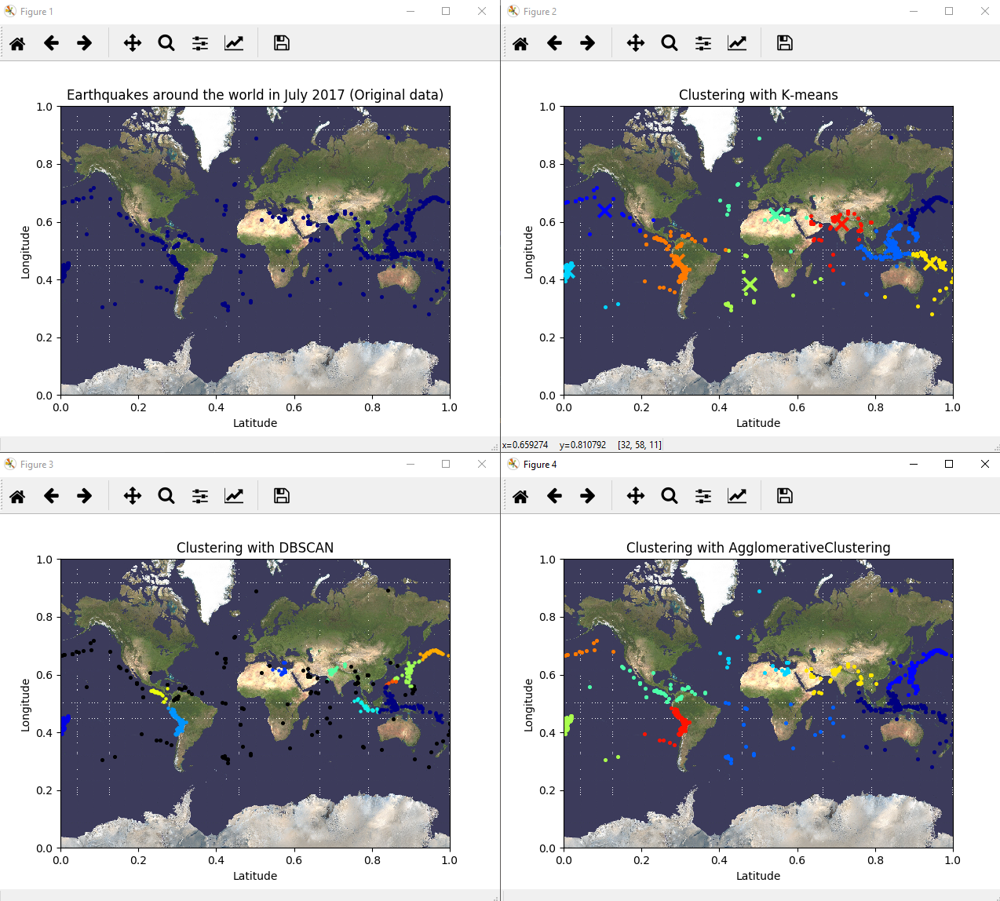 Figure 1
Earthquakes around the world in July 2017 (Original data)
1.0
0.8
0.6
0.4
0.2
0.0
Longitude
0.0 0.2 0.4 0.6 0.8 1.0
Latitude
Figure 2
Clustering with K-means
1.0
0.8
0.6
0.4
0.2
0.0
Longitude
0.0 0.2 0.4 0.6 0.8 1.0
Latitude
x=0.659274 y=0.810792 [32, 58, 11]
Figure 3
Clustering with DBSCAN
1.0
0.8
0.6
0.4
0.2
0.0
Longitude
0.0 0.2 0.4 0.6 0.8 1.0
Latitude
Figure 4
Clustering with AgglomerativeClustering
1.0
0.8
0.6
0.4
0.2
0.0
Longitude
0.0 0.2 0.4 0.6 0.8 1.0
Latitude